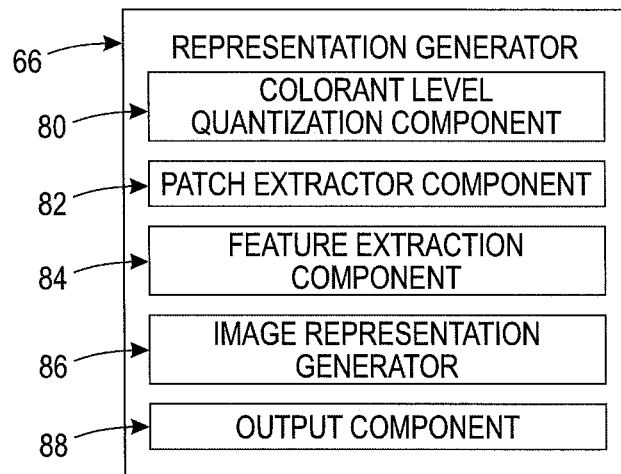 66
REPRESENTATION GENERATOR
80
COLORANT LEVEL
QUANTIZATION COMPONENT
82
PATCH EXTRACTOR COMPONENT
84
FEATURE EXTRACTION
COMPONENT
86
IMAGE REPRESENTATION
GENERATOR
88
OUTPUT COMPONENT